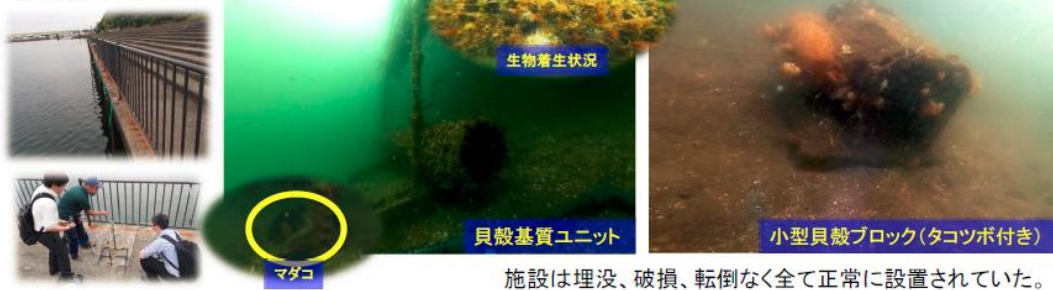 生物着生状況
貝殻基質ユニット
小型貝殻ブロック(タコツボ付き)
マダコ
施設は埋没、破損、転倒なく全て正常に設置されていた。